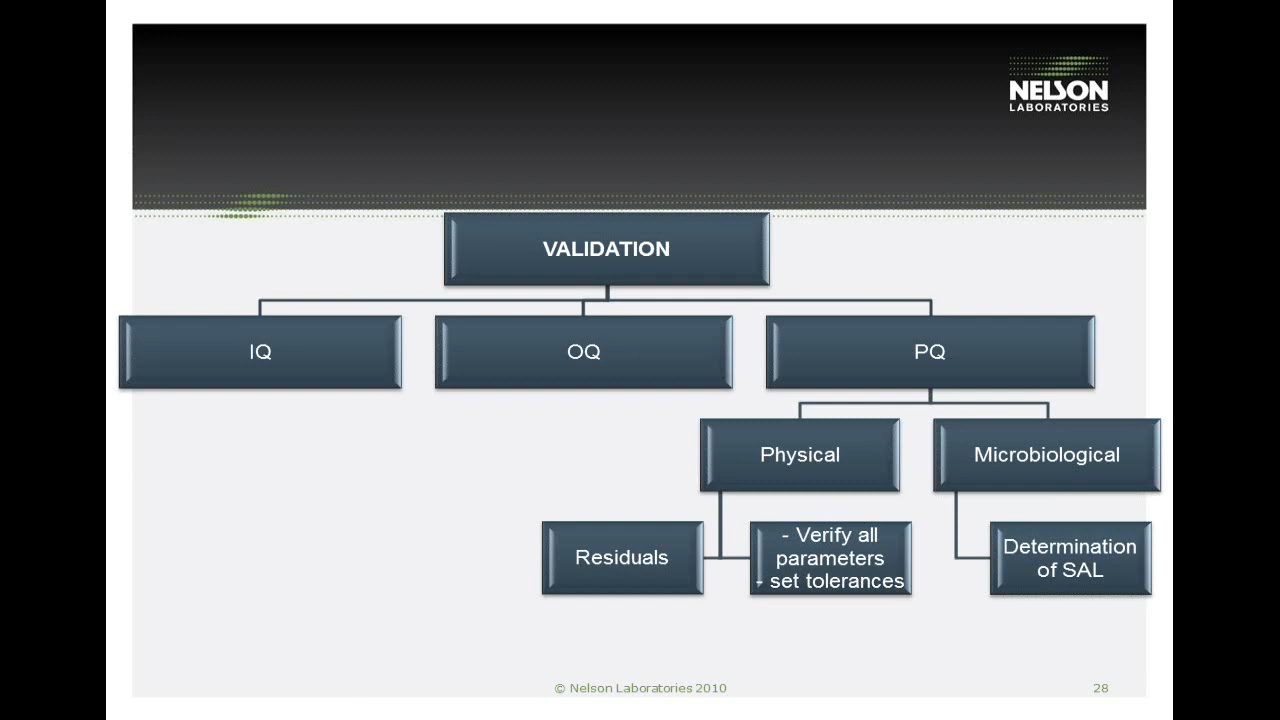 NELSON
LABORATORIES
VALIDATION
IQ
OQ
PQ
Physical
Microbiological
Residuals
- Verify all
parameters
- set tolerances
Determination
of SAL
© Nelson Laboratories 2010
28